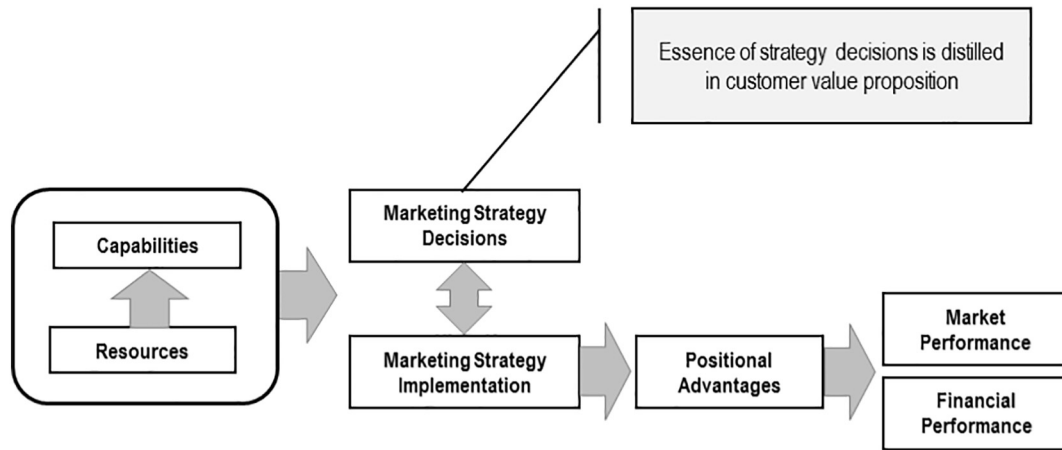 Essence of strategy decisions is distilled
in customer value proposition
Marketing Strategy
Decisions
Capabilities
Resources
Marketing Strategy
Implementation
Positional
Advantages
Market
Performance
Financial
Performance